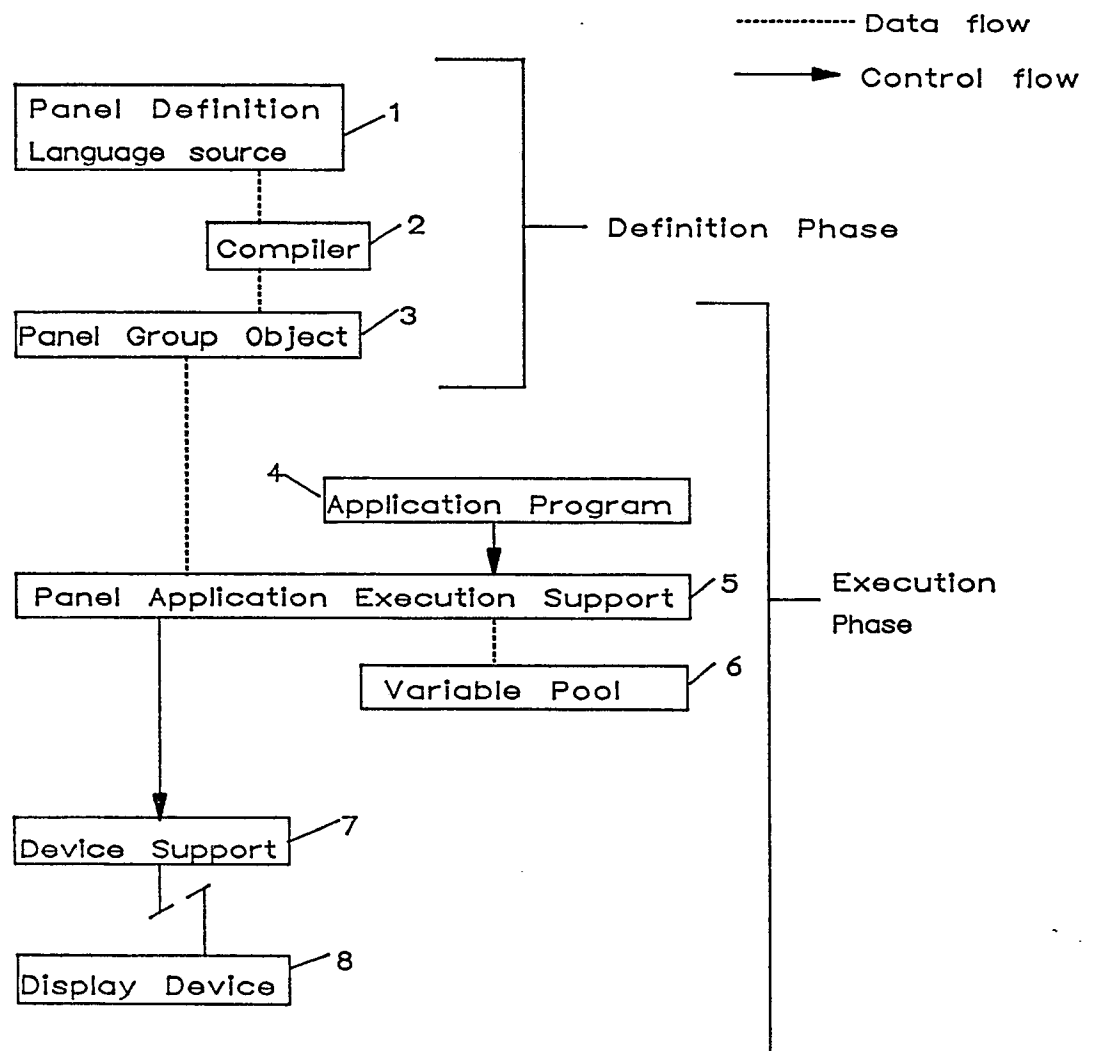 Data flow
Control flow
Panel Definition
Language source
1
Compiler
2
Definition Phase
Panel Group Object
3
4
Application Program
Panel Application Execution Support
5
Execution
Phase
Variable Pool
6
Device Support
7
Display Device
8